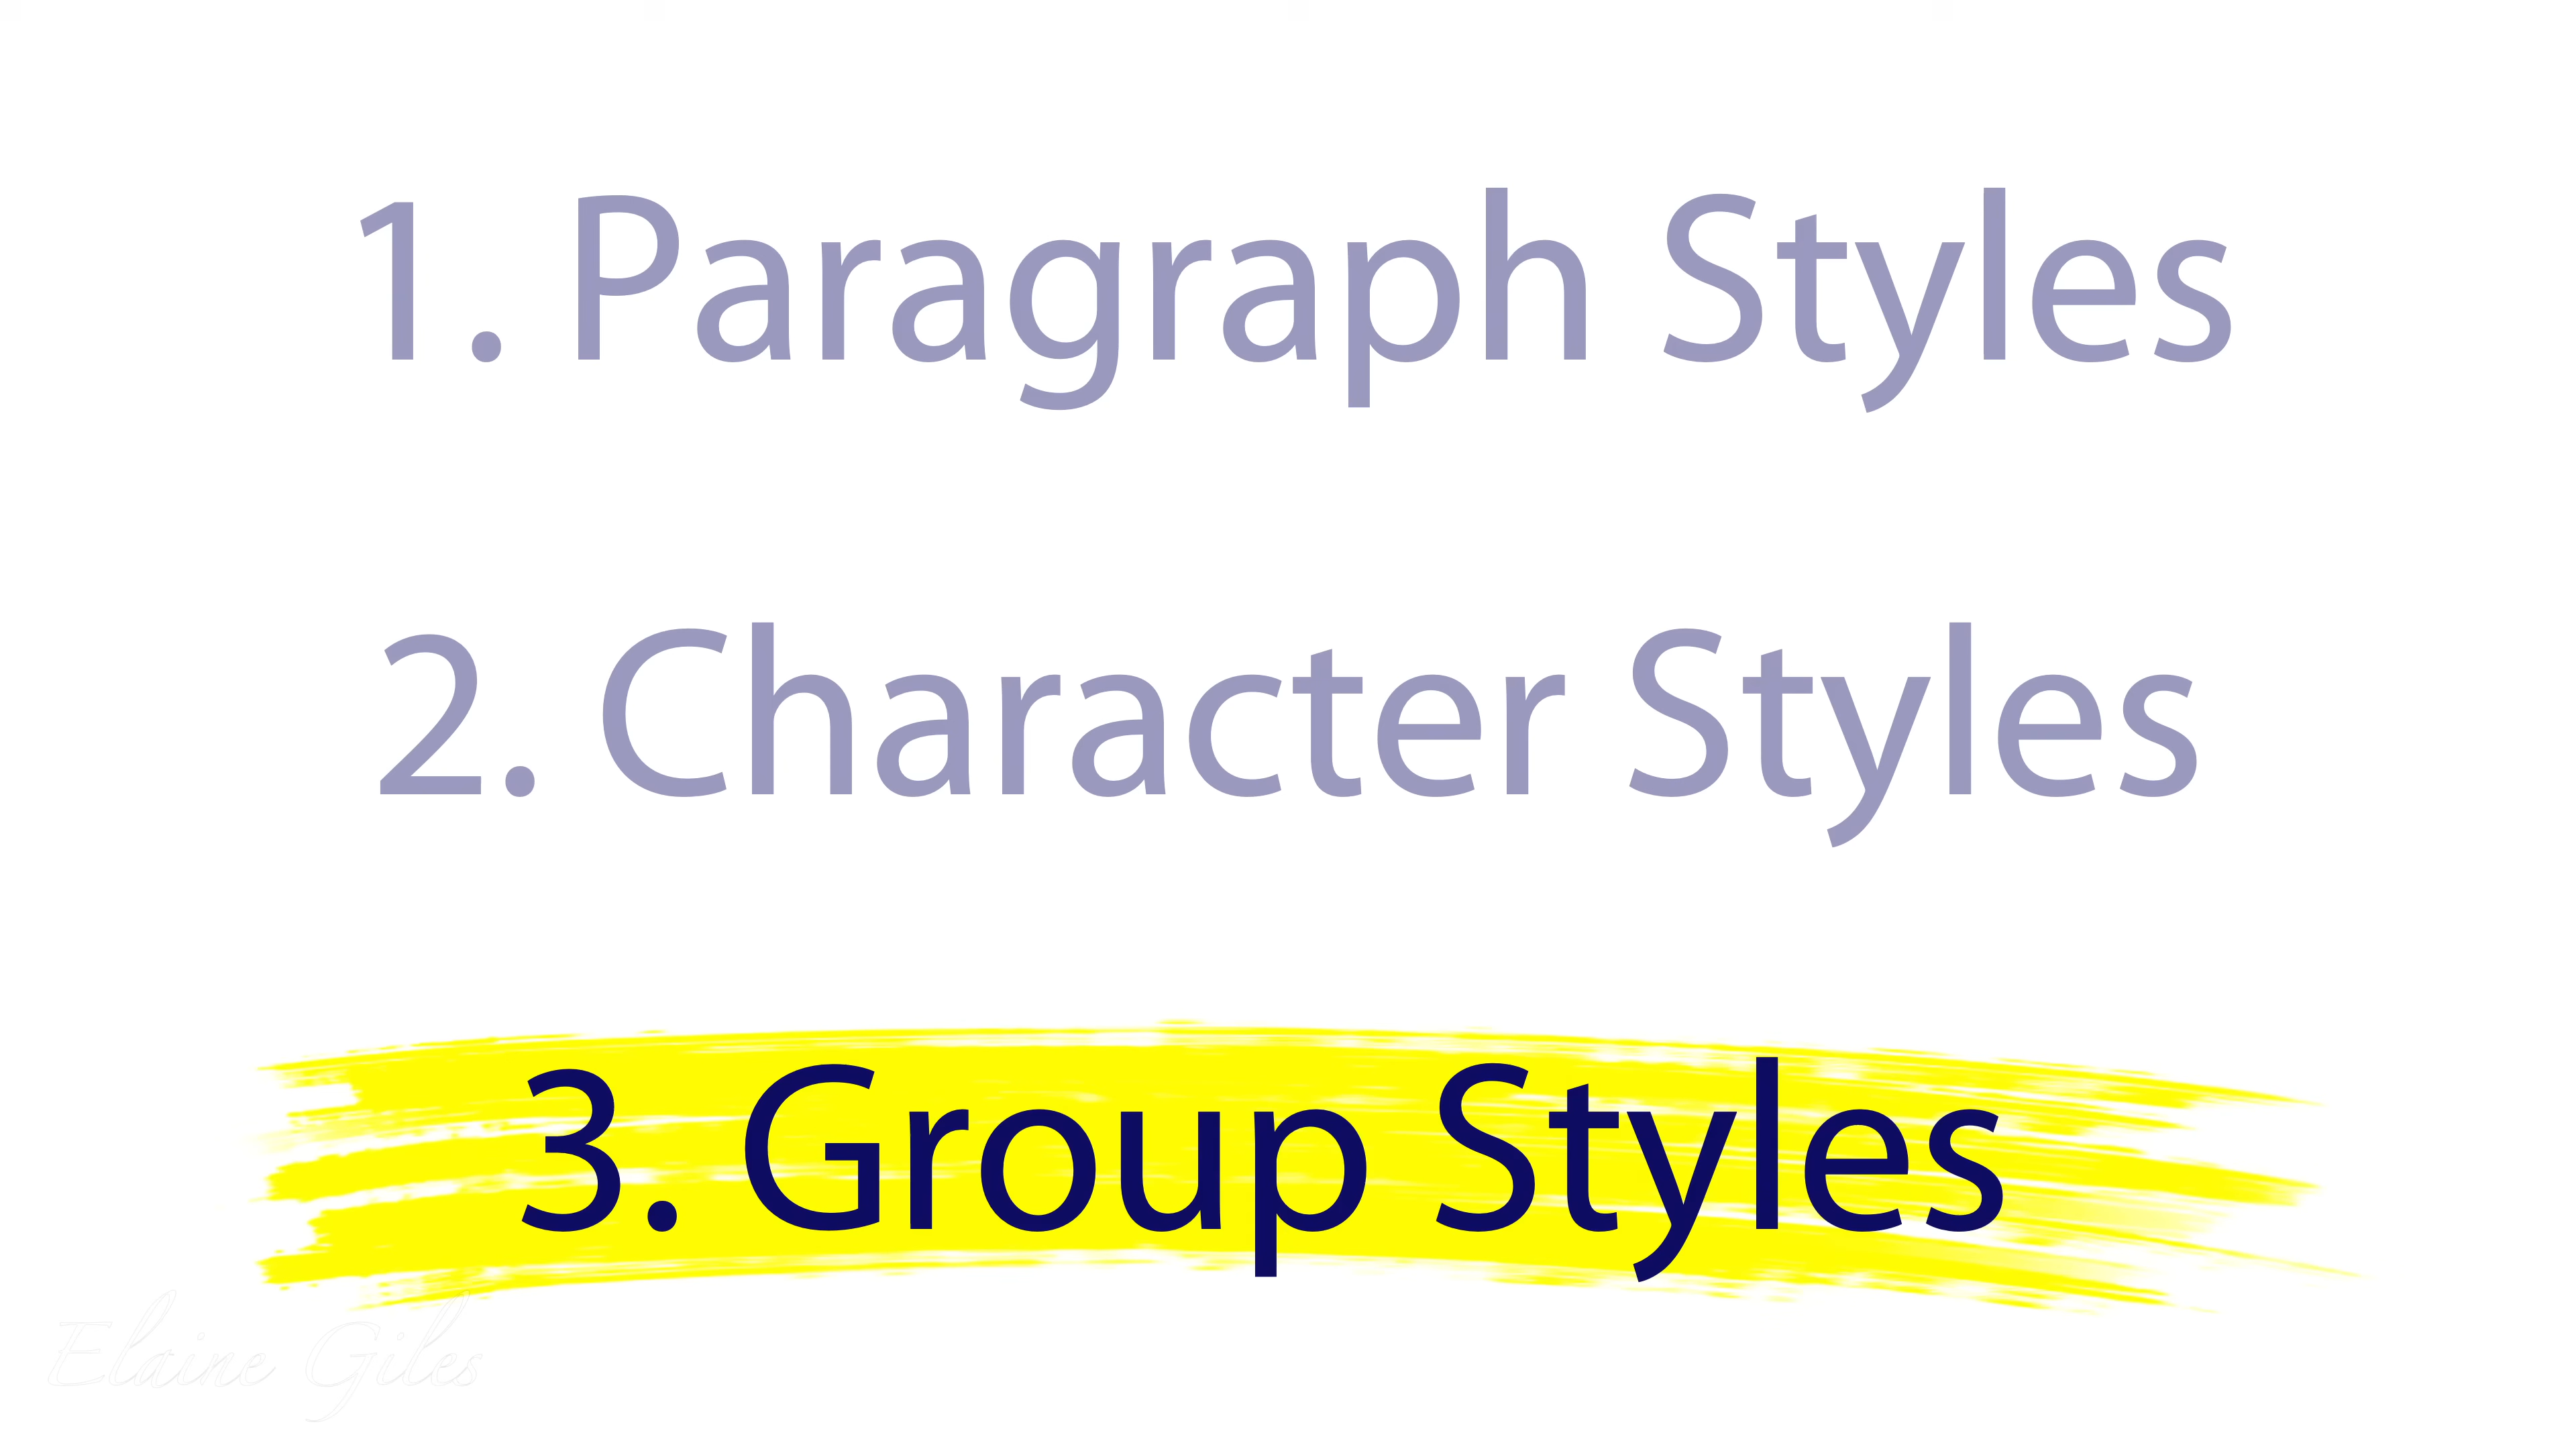 1. Paragraph Styles
2. Character Styles
3. Group Styles
Elaine Giles